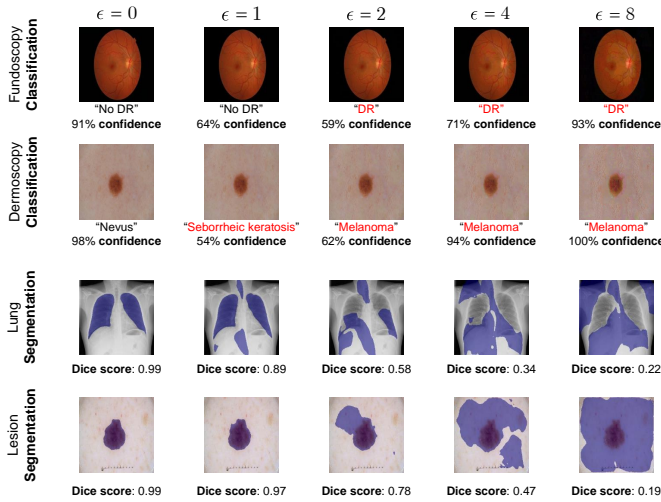 ϵ = 0 ϵ = 1 ϵ = 2 ϵ = 4 ϵ = 8
Fundoscopy
Classification
“No DR” “No DR” “DR” “DR” “DR”
91% confidence 64% confidence 59% confidence 71% confidence 93% confidence
Dermoscopy
Classification
“Nevus” “Seborrheic keratosis” “Melanoma” “Melanoma” “Melanoma”
98% confidence 54% confidence 62% confidence 94% confidence 100% confidence
Lung
Segmentation
Dice score: 0.99 Dice score: 0.89 Dice score: 0.58 Dice score: 0.34 Dice score: 0.22
Lesion
Segmentation
Dice score: 0.99 Dice score: 0.97 Dice score: 0.78 Dice score: 0.47 Dice score: 0.19